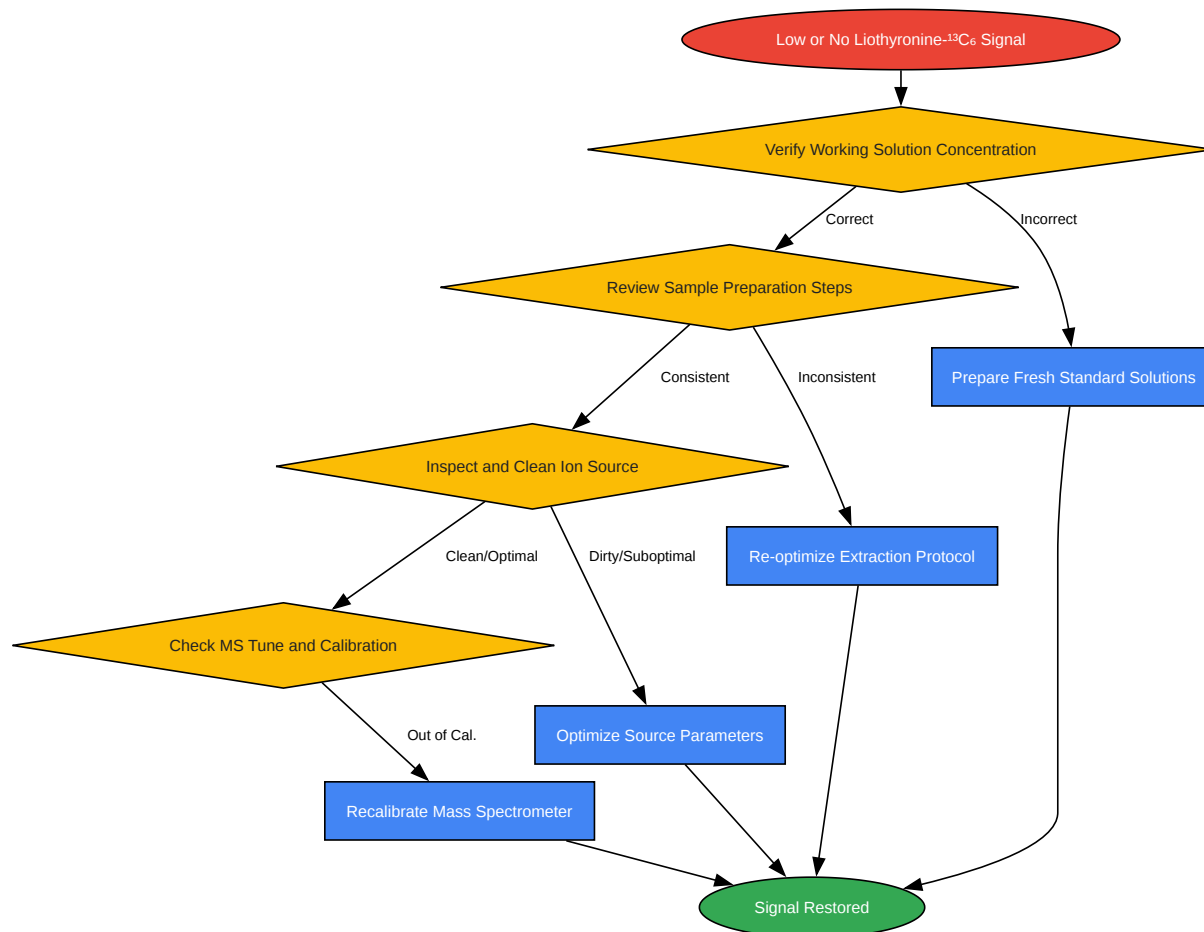 Low or No Liothyronine-¹³C₆ Signal
Verify Working Solution Concentration
Correct
Incorrect
Review Sample Preparation Steps
Consistent
Inconsistent
Prepare Fresh Standard Solutions
Inspect and Clean Ion Source
Clean/Optimal
Dirty/Suboptimal
Re-optimize Extraction Protocol
Check MS Tune and Calibration
Out of Cal.
Optimize Source Parameters
Recalibrate Mass Spectrometer
Signal Restored